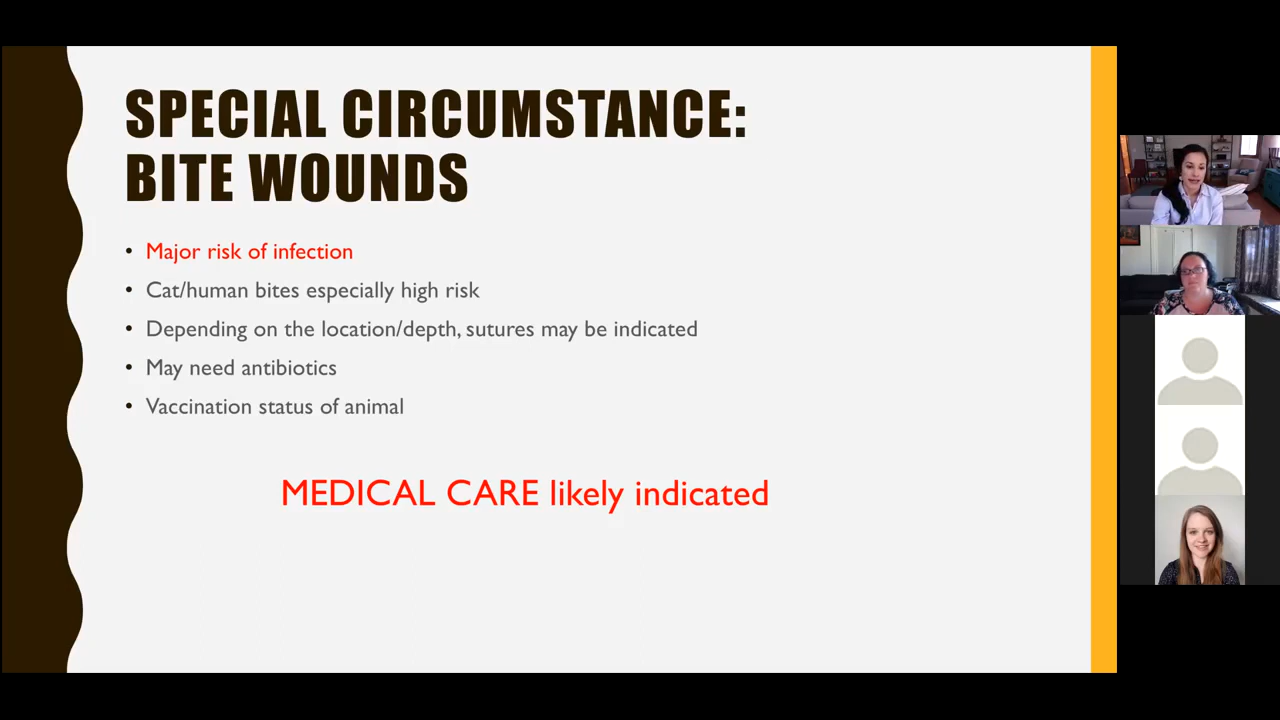 SPECIAL CIRCUMSTANCE:
BITE WOUNDS
• Major risk of infection
• Cat/human bites especially high risk
• Depending on the location/depth, sutures may be indicated
• May need antibiotics
• Vaccination status of animal
MEDICAL CARE likely indicated